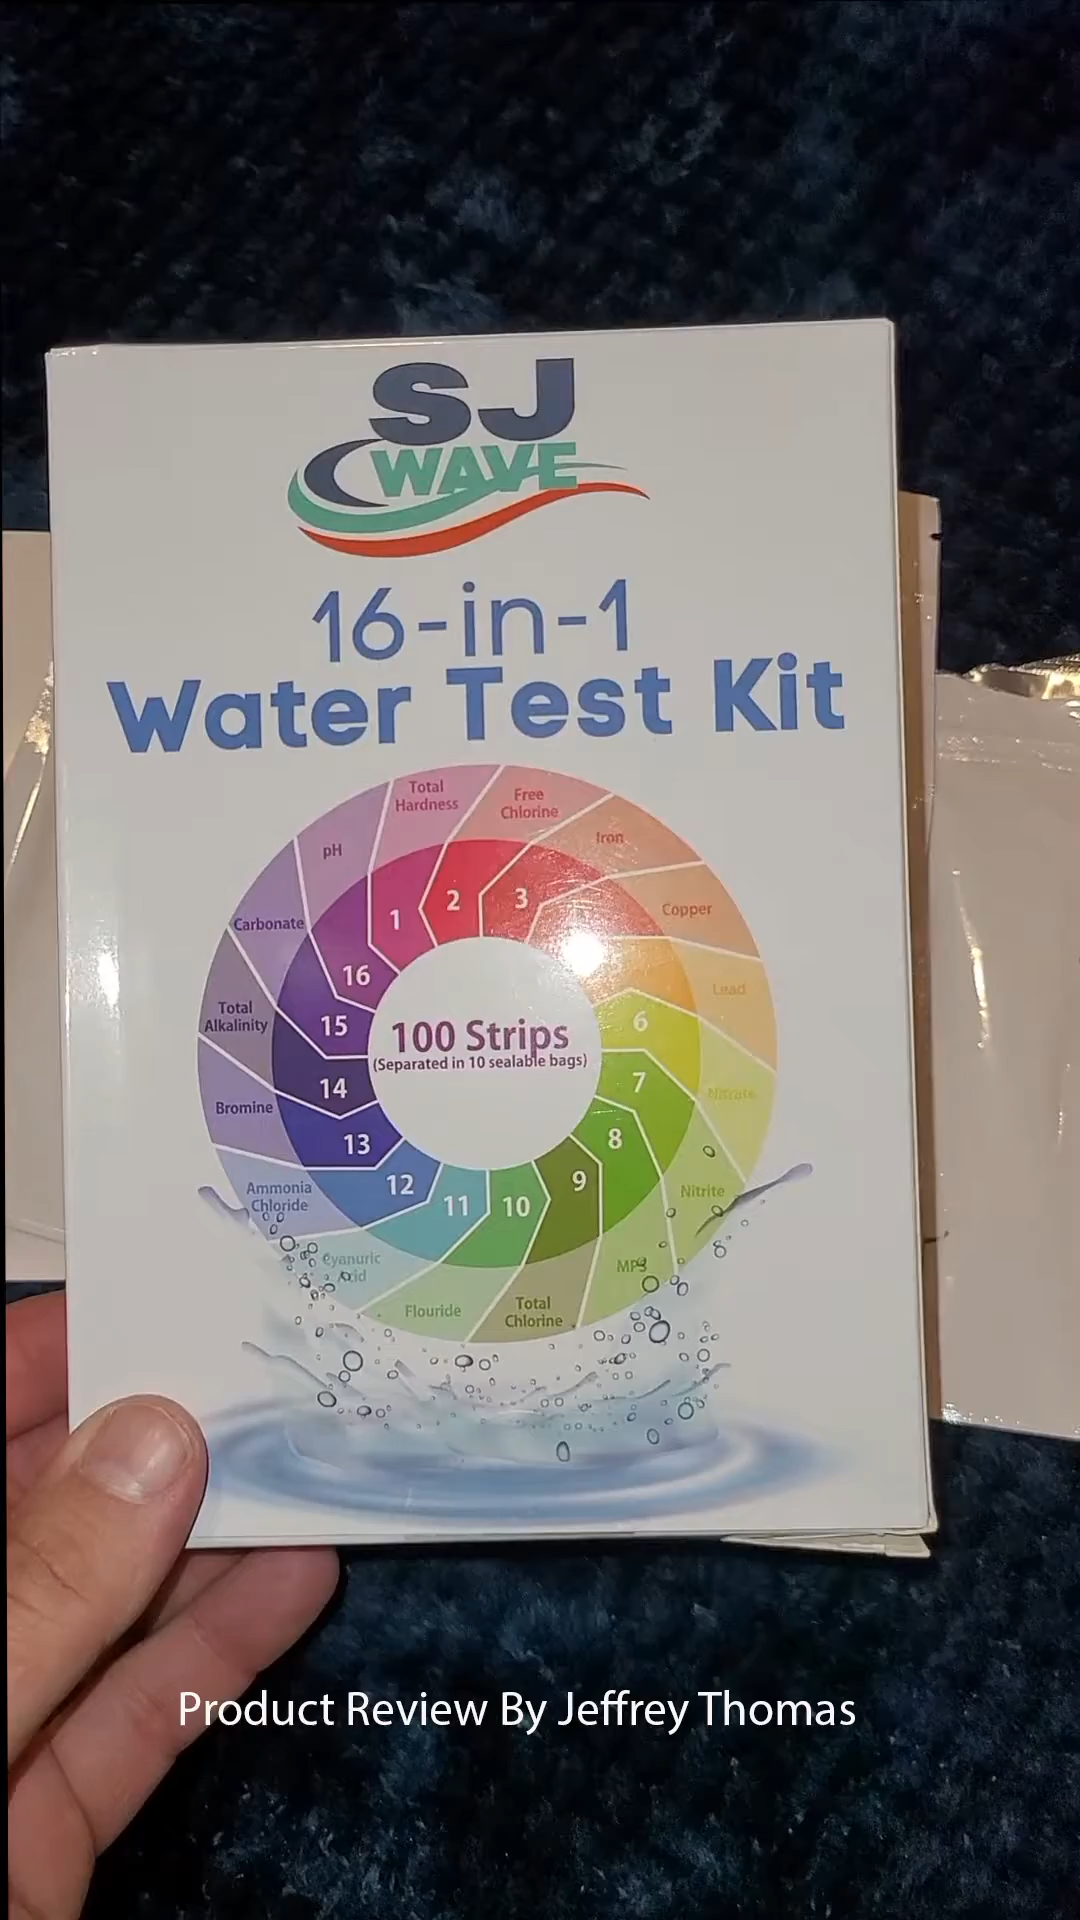 SJ
WAVE
16-in-1
Water Test Kit
Total
Hardness
Free
Chlorine
Iron
Copper
Lead
Nitrate
Nitrite
MPS
Total
Chlorine
Flouride
Cyanuric
Acid
Ammonia
Chloride
Bromine
Total
Alkalinity
Carbonate
pH
1
2
3
6
7
8
9
10
11
12
13
14
15
16
100 Strips
(Separated in 10 sealable bags)
Product Review By Jeffrey Thomas